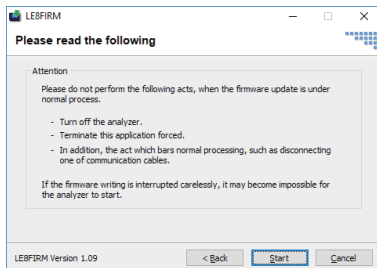 LE8FIRM
Please read the following
Attention
Please do not perform the following acts, when the firmware update is under
normal process.
- Turn off the analyzer.
- Terminate this application forced.
- In addition, the act which bars normal processing, such as disconnecting
one of communication cables.
If the firmware writing is interrupted carelessly, it may become impossible for
the analyzer to start.
LE8FIRM Version 1.09
< Back
Start
Cancel